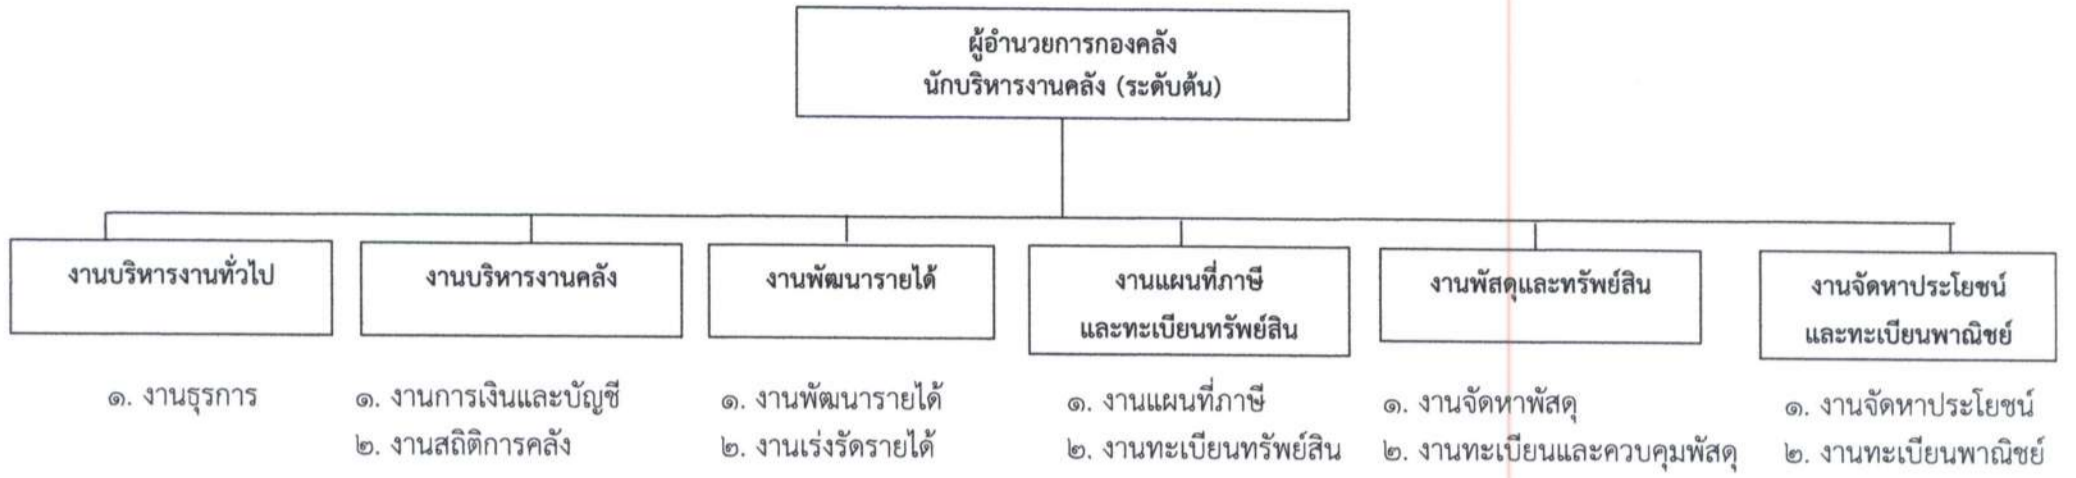 ผู้อำนวยการกองคลัง
นักบริหารงานคลัง (ระดับต้น)
งานบริหารงานทั่วไป
๑. งานธุรการ
งานบริหารงานคลัง
๑. งานการเงินและบัญชี
๒. งานสถิติการคลัง
งานพัฒนารายได้
๑. งานพัฒนารายได้
๒. งานเร่งรัดรายได้
งานแผนที่ภาษี
และทะเบียนทรัพย์สิน
๑. งานแผนที่ภาษี
๒. งานทะเบียนทรัพย์สิน
งานพัสดุและทรัพย์สิน
๑. งานจัดหาพัสดุ
๒. งานทะเบียนและควบคุมพัสดุ
งานจัดหาประโยชน์
และทะเบียนพาณิชย์
๑. งานจัดหาประโยชน์
๒. งานทะเบียนพาณิชย์